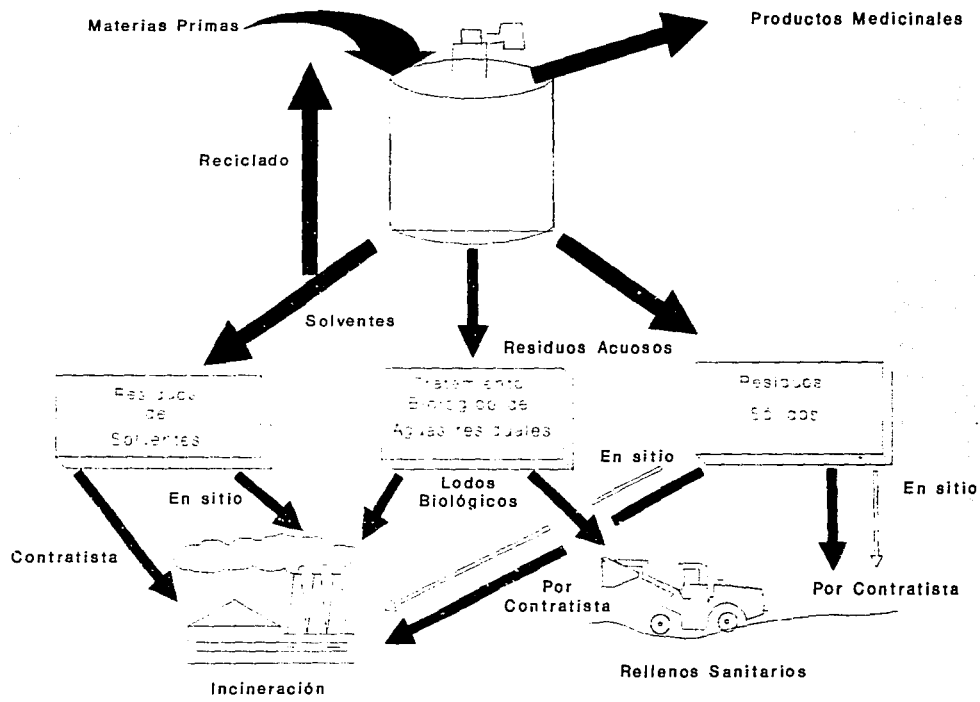 Materias Primas
Productos Medicinales
Reciclado
Solventes
Residuos Acuosos
Residuos
de
Solventes
Tratamiento
Biológico de
Aguas residuales
Residuos
Sólidos
En sitio
En sitio
Lodos
Biológicos
En sitio
Contratista
Por
Contratista
Por Contratista
Rellenos Sanitarios
Incineración